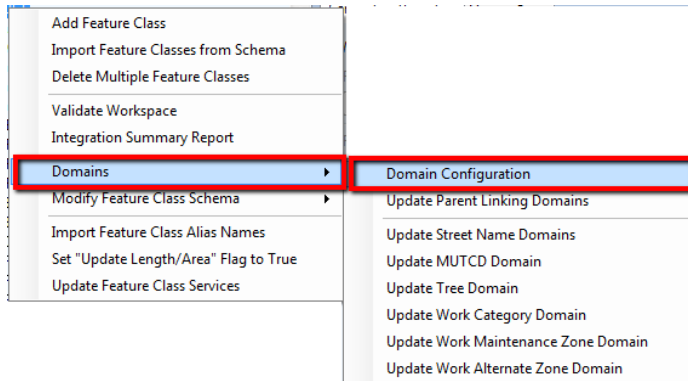 Add Feature Class
Import Feature Classes from Schema
Delete Multiple Feature Classes
Validate Workspace
Integration Summary Report
Domains
Modify Feature Class Schema
Import Feature Class Alias Names
Set "Update Length/Area" Flag to True
Update Feature Class Services
Domain Configuration
Update Parent Linking Domains
Update Street Name Domains
Update MUTCD Domain
Update Tree Domain
Update Work Category Domain
Update Work Maintenance Zone Domain
Update Work Alternate Zone Domain